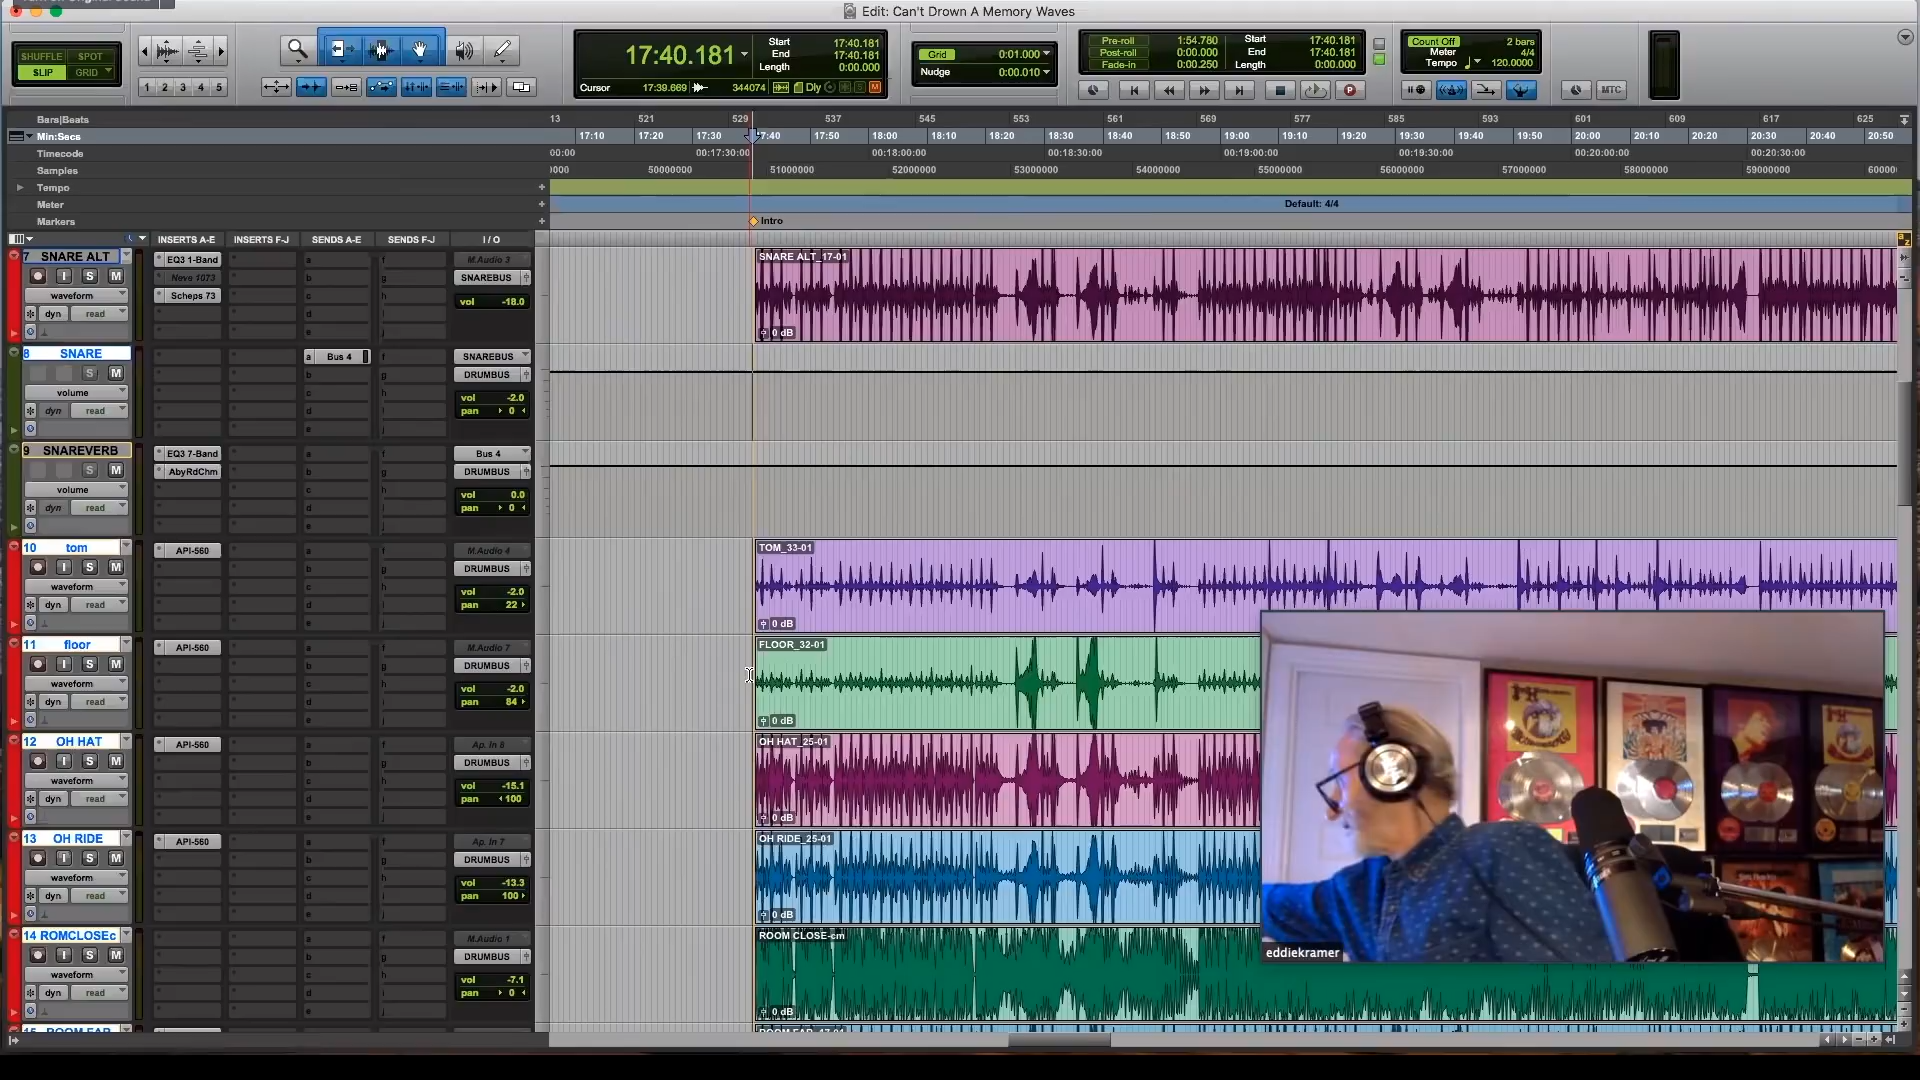 Edit: Can't Drown A Memory Waves
SHUFFLE SPOT
SLIP GRID
1 2 3 4 5
17:40.181
Start 17:40.181
End 17:40.181
Length 0:00.000
Cursor 17:39.669 344074 Dly
Grid 0:01.000
Nudge 0:00.010
Pre-roll 1:54.780
Post-roll 0:00.000
Fade-in 0:00.250
Start 17:40.181
End 17:40.181
Length 0:00.000
Count Off 2 bars
Meter 4/4
Tempo 120.0000
MTC
Bars|Beats 13 521 529 537 545 553 561 569 577 585 593 601 609 617 625
Min:Secs 17:10 17:20 17:30 17:40 17:50 18:00 18:10 18:20 18:30 18:40 18:50 19:00 19:10 19:20 19:30 19:40 19:50 20:00 20:10 20:20 20:30 20:40 20:50
Timecode 00:00 00:17:30:00 00:18:00:00 00:18:30:00 00:19:00:00 00:19:30:00 00:20:00:00 00:20:30:00
Samples 50000000 51000000 52000000 53000000 54000000 55000000 56000000 57000000 58000000 59000000 60000
Tempo
Meter Default: 4/4
Markers Intro
INSERTS A-E INSERTS F-J SENDS A-E SENDS F-J I / O
7 SNARE ALT EQ3 1-Band M.Audio 3 SNARE ALT_17-01
I S M Neve 1073 SNAREBUS
waveform Scheps 73 vol -18.0
dyn read 0 dB
8 SNARE a Bus 4 SNAREBUS
S M DRUMBUS
volume vol -2.0
dyn read pan 0
9 SNAREVERB EQ3 7-Band Bus 4
S M AbyRdChm DRUMBUS
volume vol 0.0
dyn read pan 0
10 tom API-560 M.Audio 4 TOM_33-01
I S M DRUMBUS
waveform vol -2.0
dyn read pan 22
0 dB
11 floor API-560 M.Audio 7 FLOOR_32-01
I S M DRUMBUS
waveform vol -2.0
dyn read pan 84
0 dB
12 OH HAT API-560 Ap. In 6 OH HAT_25-01
I S M DRUMBUS
waveform vol -15.1
dyn read pan 100
0 dB
13 OH RIDE API-560 Ap. In 7 OH RIDE_25-01
I S M DRUMBUS
waveform vol -13.3
dyn read pan 100
0 dB
14 ROMCLOSEc M.Audio 1 ROOM CLOSE-cm
I S M DRUMBUS
waveform vol -7.1
dyn read pan 0
0 dB
eddiekramer